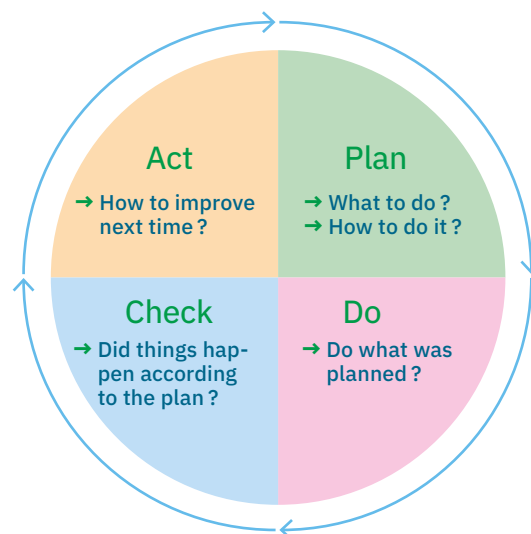 Act
→ How to improve
next time ?
Plan
→ What to do ?
→ How to do it ?
Check
→ Did things hap-
pen according
to the plan ?
Do
→ Do what was
planned ?